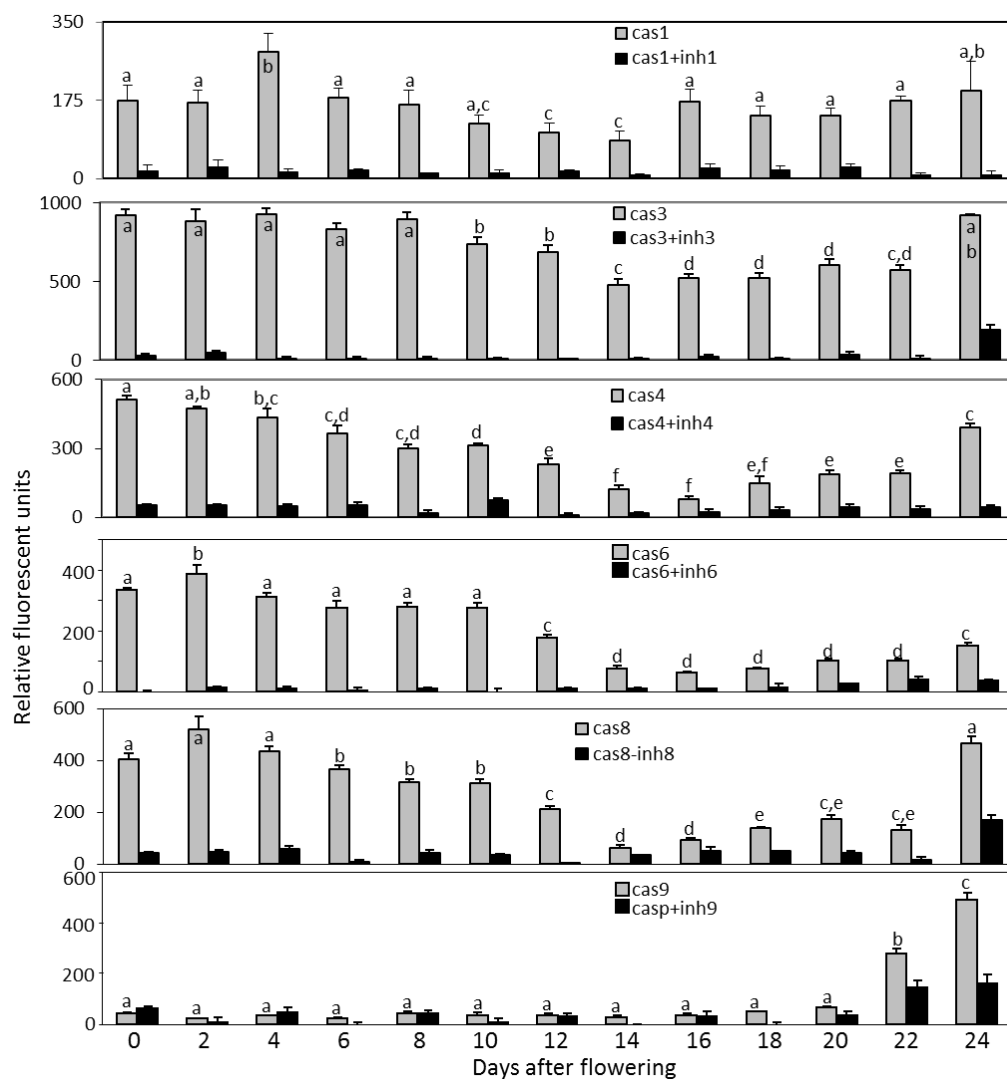 Relative fluorescent units
350
175
0
cas1
cas1+inh1
a a b a a a,c c c a a a a a,b
1000
500
0
cas3
cas3+inh3
a a a a a b b c d d d c,d a b
600
300
0
cas4
cas4+inh4
a a,b b,c c,d c,d d e f f e,f e e c
400
200
0
cas6
cas6+inh6
a b a a a a c d d d d d c
600
400
200
0
cas8
cas8-inh8
a a a b b b c d d e c,e c,e a
600
400
200
0
cas9
casp+inh9
a a a a a a a a a a a b c
0 2 4 6 8 10 12 14 16 18 20 22 24
Days after flowering